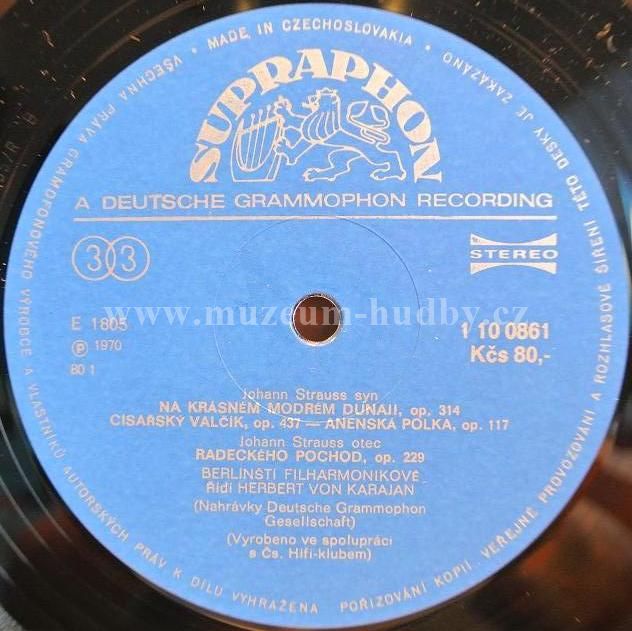 MADE IN CZECHOSLOVAKIA • VŠECHNA PRÁVA GRAMOFONOVÉHO VÝROBCE A VLASTNÍKŮ AUTORSKÝCH PRÁV K DÍLU VYHRAŽENA
POŘIZOVÁNÍ KOPIÍ, VEŘEJNÉ PROVOZOVÁNÍ A ROZHLASOVÉ ŠÍŘENÍ TÉTO DESKY JE ZAKÁZÁNO
SUPRAPHON
A DEUTSCHE GRAMMOPHON RECORDING
33
STEREO
www.muzeum-hudby.cz
E 1805
1 10 0861
Ⓟ 1970
Kčs 80,-
80 1
Johann Strauss syn
NA KRÁSNÉM MODRÉM DUNAJI, op. 314
CÍSAŘSKÝ VALČÍK, op. 437 — ANENSKÁ POLKA, op. 117
Johann Strauss otec
RADECKÉHO POCHOD, op. 229
BERLÍNŠTÍ FILHARMONIKOVÉ
Řídí HERBERT VON KARAJAN
(Nahrávky Deutsche Grammophon
Gesellschaft)
(Vyrobeno ve spolupráci
s Čs. Hifi-klubem)